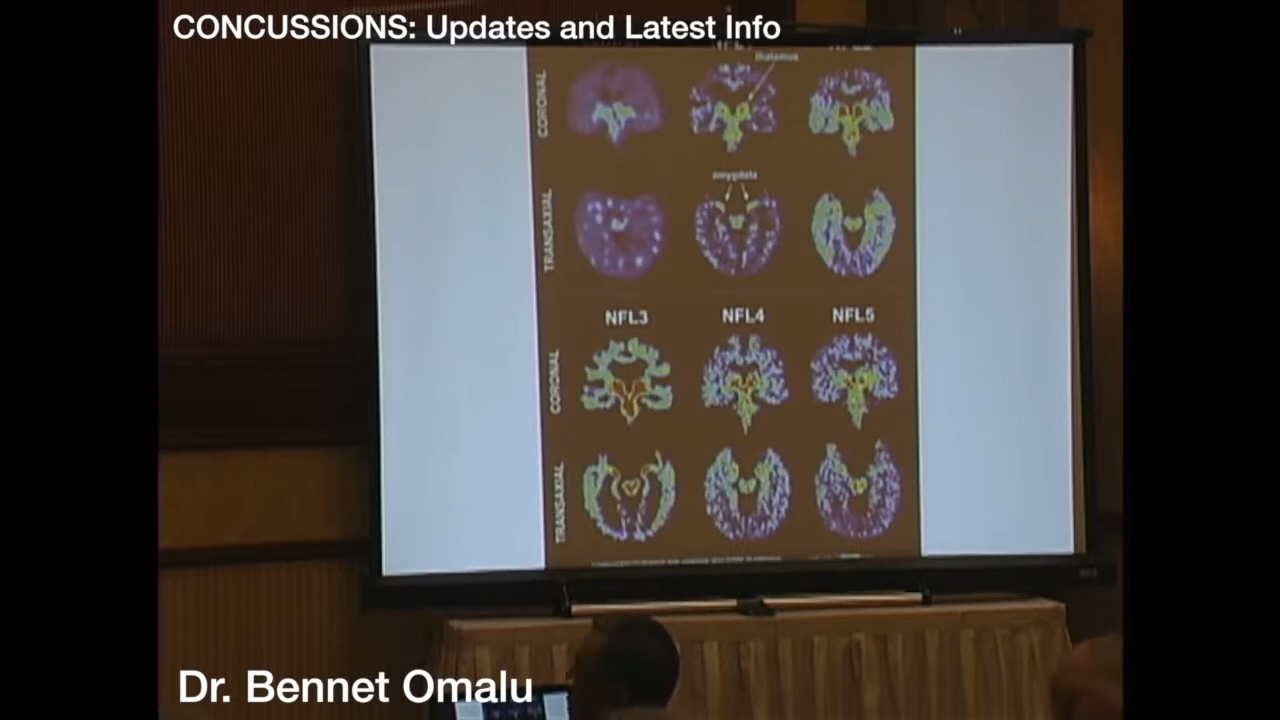 CONCUSSIONS: Updates and Latest Info
thalamus
CORONAL
amygdala
TRANSAXIAL
NFL3 NFL4 NFL5
CORONAL
TRANSAXIAL
Dr. Bennet Omalu